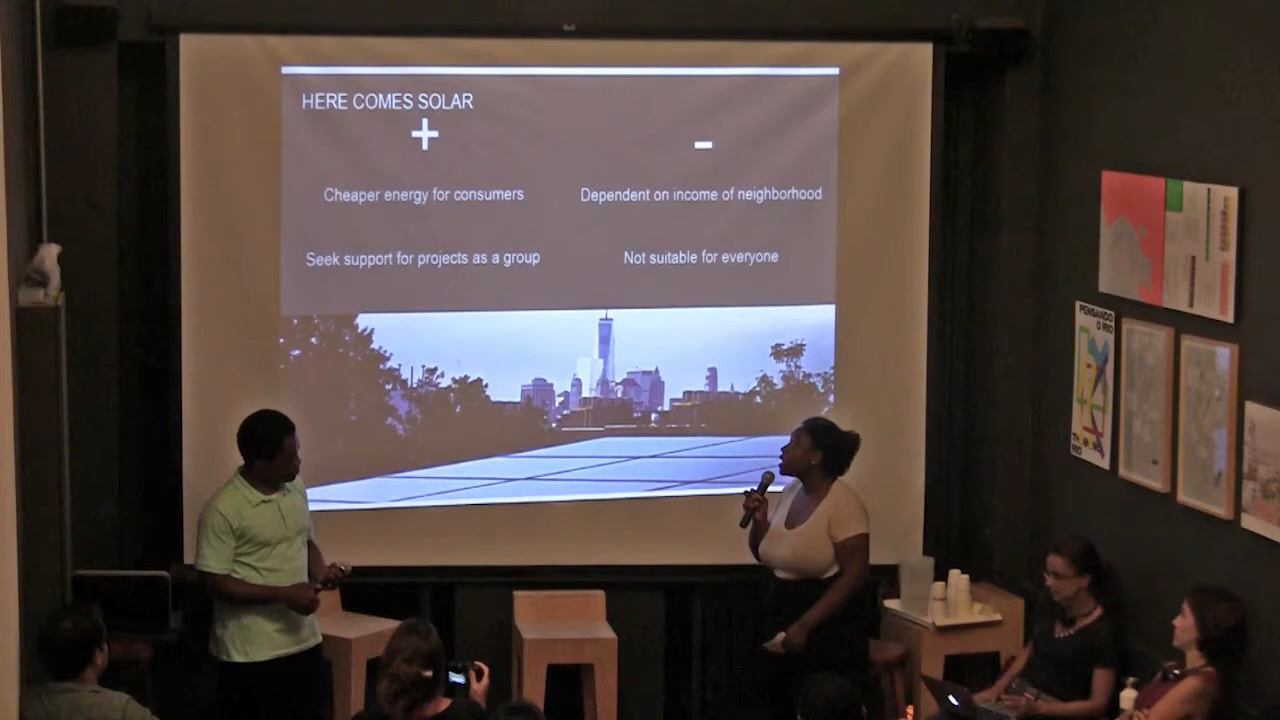 HERE COMES SOLAR
+
-
Cheaper energy for consumers
Dependent on income of neighborhood
Seek support for projects as a group
Not suitable for everyone
PENSANDO
O RIO
RIO